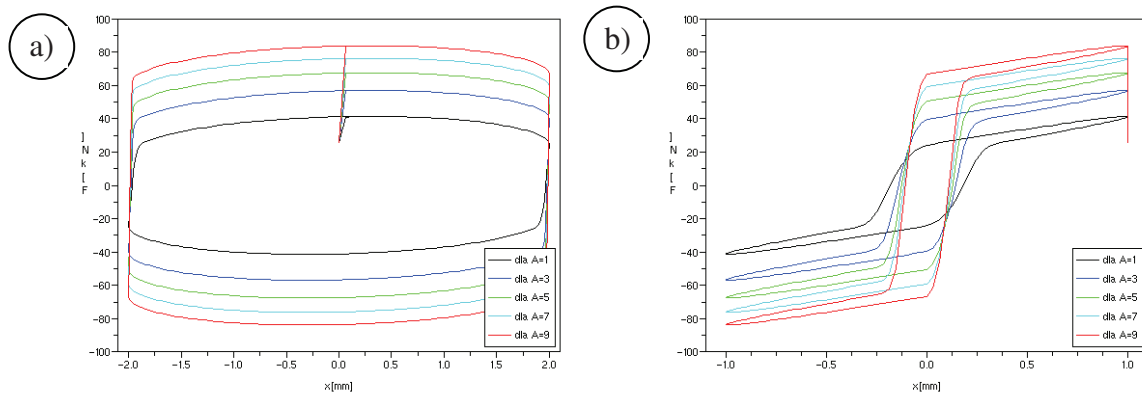 a)
100
80
60
40
20
0
-20
-40
-60
-80
-100
]
N
k
[
F
-2.0 -1.5 -1.0 -0.5 0.0 0.5 1.0 1.5 2.0
x[mm]
dla A=1
dla A=3
dla A=5
dla A=7
dla A=9
b)
100
80
60
40
20
0
-20
-40
-60
-80
-100
]
N
k
[
F
-1.0 -0.5 0.0 0.5 1.0
x[mm]
dla A=1
dla A=3
dla A=5
dla A=7
dla A=9